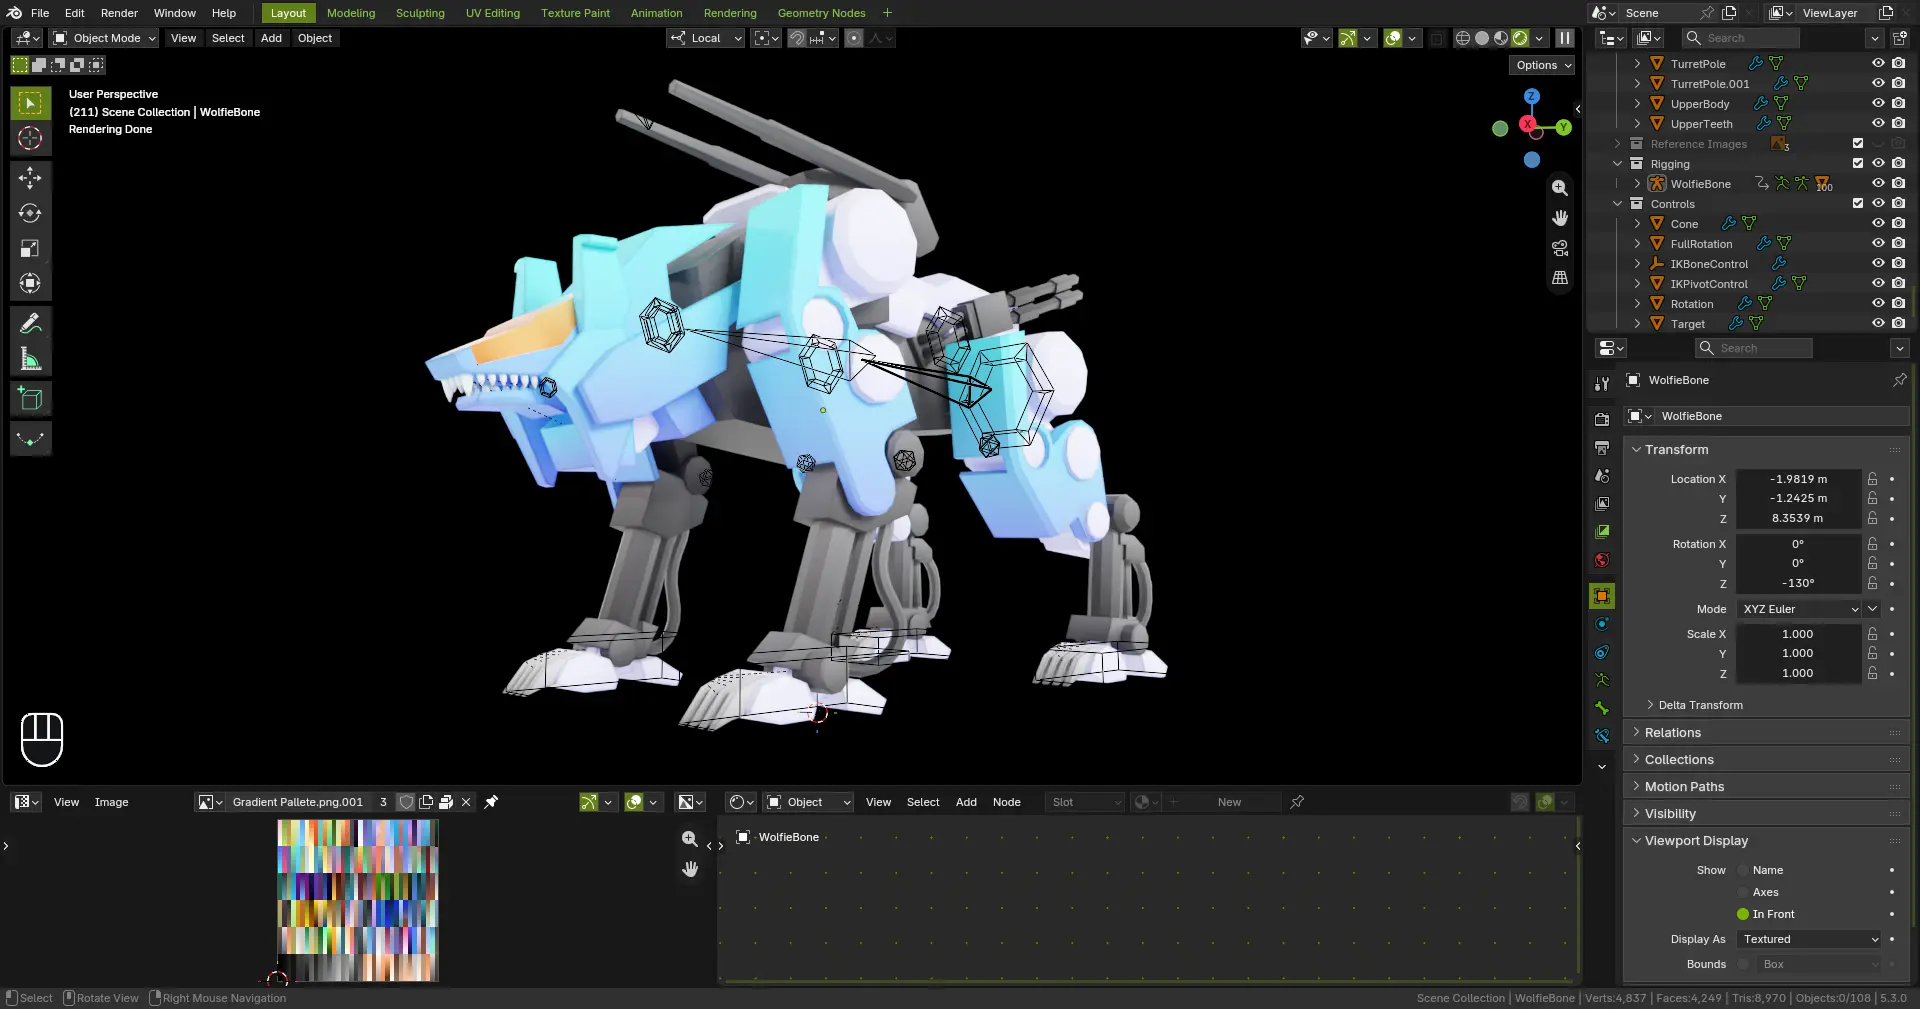 File Edit Render Window Help Layout Modeling Sculpting UV Editing Texture Paint Animation Rendering Geometry Nodes + Scene ViewLayer
Object Mode View Select Add Object Local Search
Options
User Perspective
(211) Scene Collection | WolfieBone
Rendering Done
Z
X
Y
TurretPole
TurretPole.001
UpperBody
UpperTeeth
Reference Images 3
Rigging
WolfieBone 100
Controls
Cone
FullRotation
IKBoneControl
IKPivotControl
Rotation
Target
Search
WolfieBone
WolfieBone
Transform
Location X -1.9819 m
Y -1.2425 m
Z 8.3539 m
Rotation X 0°
Y 0°
Z -130°
Mode XYZ Euler
Scale X 1.000
Y 1.000
Z 1.000
Delta Transform
Relations
Collections
Motion Paths
Visibility
Viewport Display
Show Name
Axes
In Front
Display As Textured
Bounds Box
View Image Gradient Pallete.png.001 3
Object View Select Add Node Slot New
WolfieBone
Select Rotate View Right Mouse Navigation
Scene Collection | WolfieBone | Verts:4,837 | Faces:4,249 | Tris:8,970 | Objects:0/108 | 5.3.0